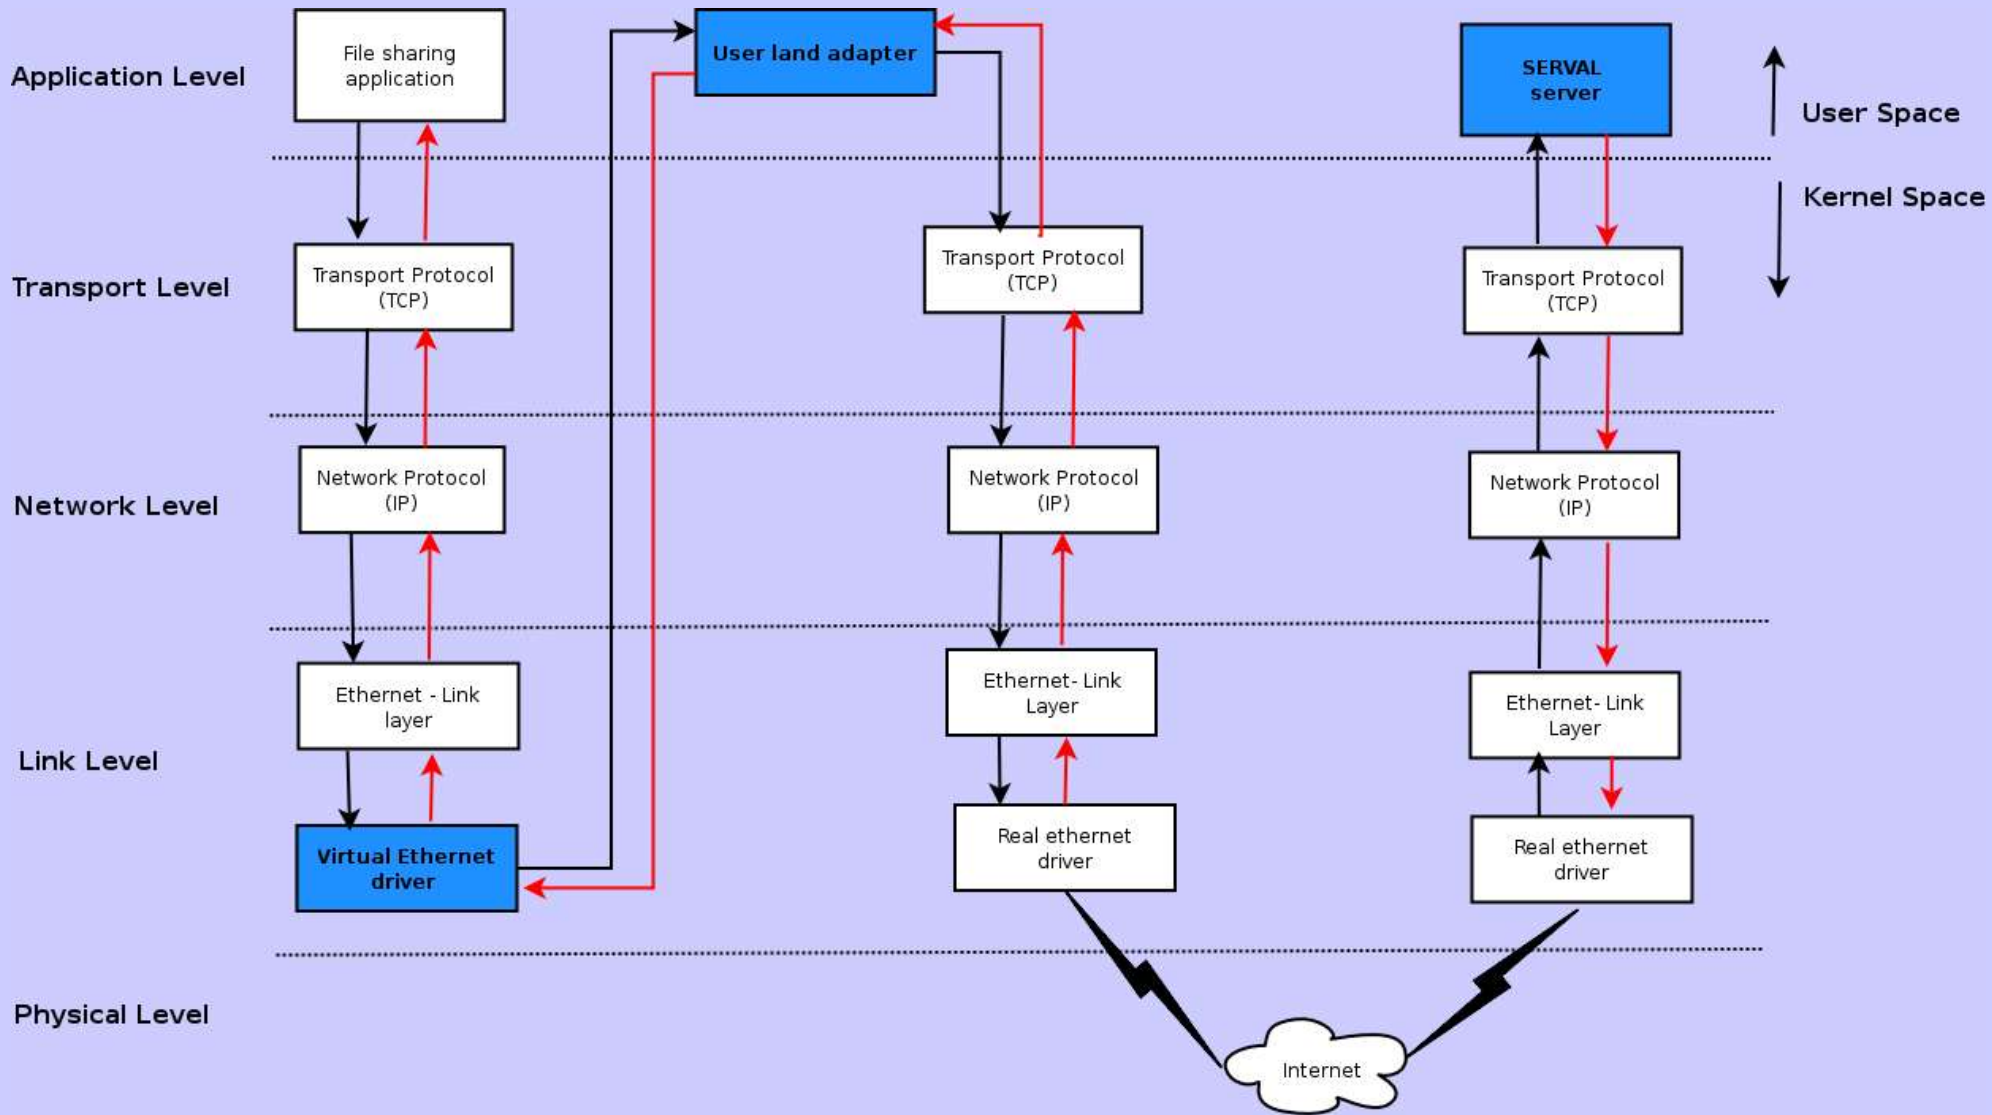 Application Level
File sharing
application
User land adapter
SERVAL
server
User Space
Kernel Space
Transport Level
Transport Protocol
(TCP)
Transport Protocol
(TCP)
Transport Protocol
(TCP)
Network Level
Network Protocol
(IP)
Network Protocol
(IP)
Network Protocol
(IP)
Link Level
Ethernet - Link
layer
Ethernet- Link
Layer
Ethernet- Link
Layer
Virtual Ethernet
driver
Real ethernet
driver
Real ethernet
driver
Physical Level
Internet